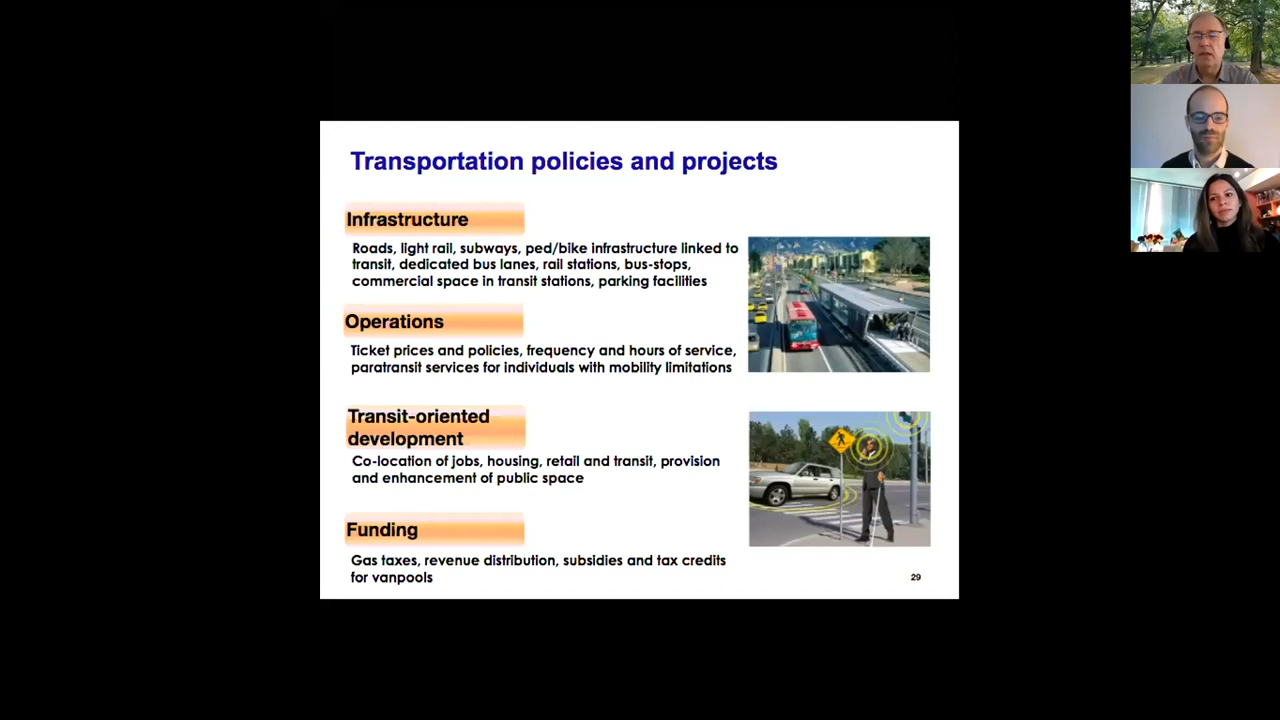 Transportation policies and projects
Infrastructure
Roads, light rail, subways, ped/bike infrastructure linked to
transit, dedicated bus lanes, rail stations, bus-stops,
commercial space in transit stations, parking facilities
Operations
Ticket prices and policies, frequency and hours of service,
paratransit services for individuals with mobility limitations
Transit-oriented
development
Co-location of jobs, housing, retail and transit, provision
and enhancement of public space
Funding
Gas taxes, revenue distribution, subsidies and tax credits
for vanpools
29